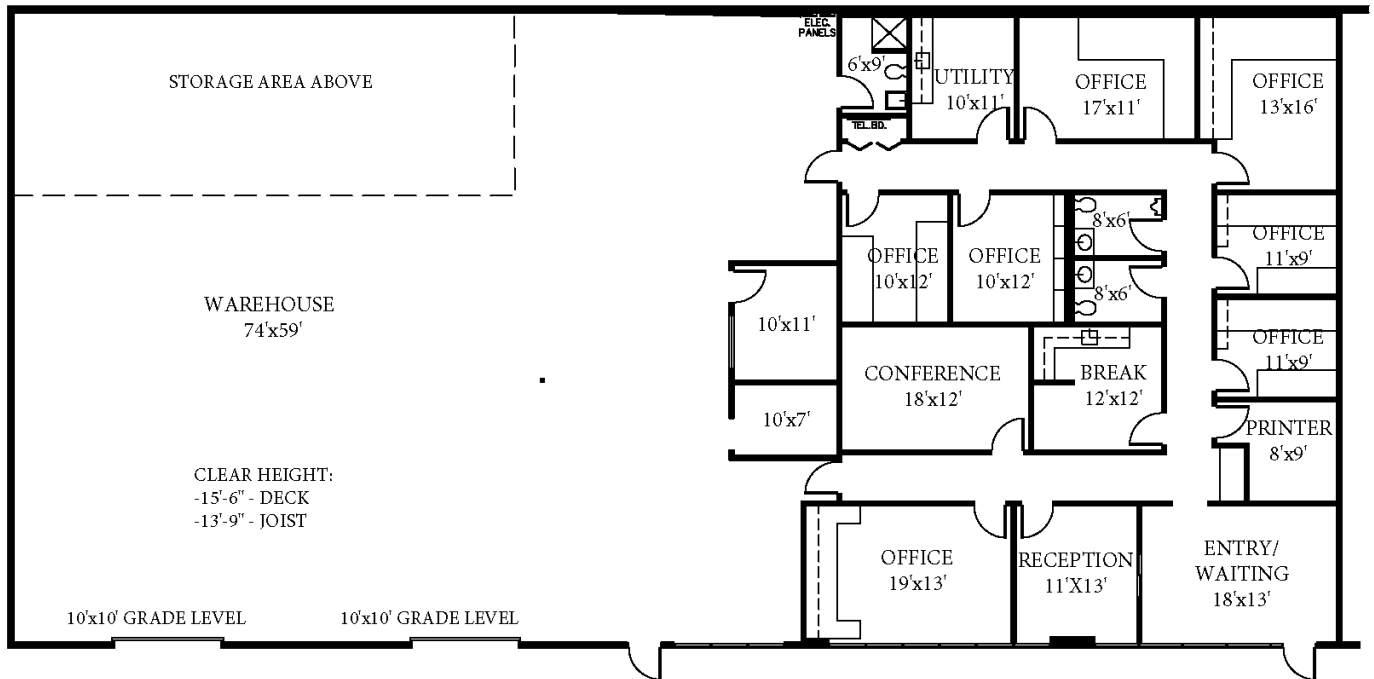 ELEC.
PANELS
STORAGE AREA ABOVE
6'x9'
UTILITY
10'x11'
OFFICE
17'x11'
OFFICE
13'x16'
TEL.BD.
8'x6'
OFFICE
10'x12'
OFFICE
10'x12'
OFFICE
11'x9'
8'x6'
WAREHOUSE
74'x59'
10'x11'
OFFICE
11'x9'
CONFERENCE
18'x12'
BREAK
12'x12'
10'x7'
PRINTER
8'x9'
CLEAR HEIGHT:
-15'-6" - DECK
-13'-9" - JOIST
OFFICE
19'x13'
RECEPTION
11'X13'
ENTRY/
WAITING
18'x13'
10'x10' GRADE LEVEL
10'x10' GRADE LEVEL